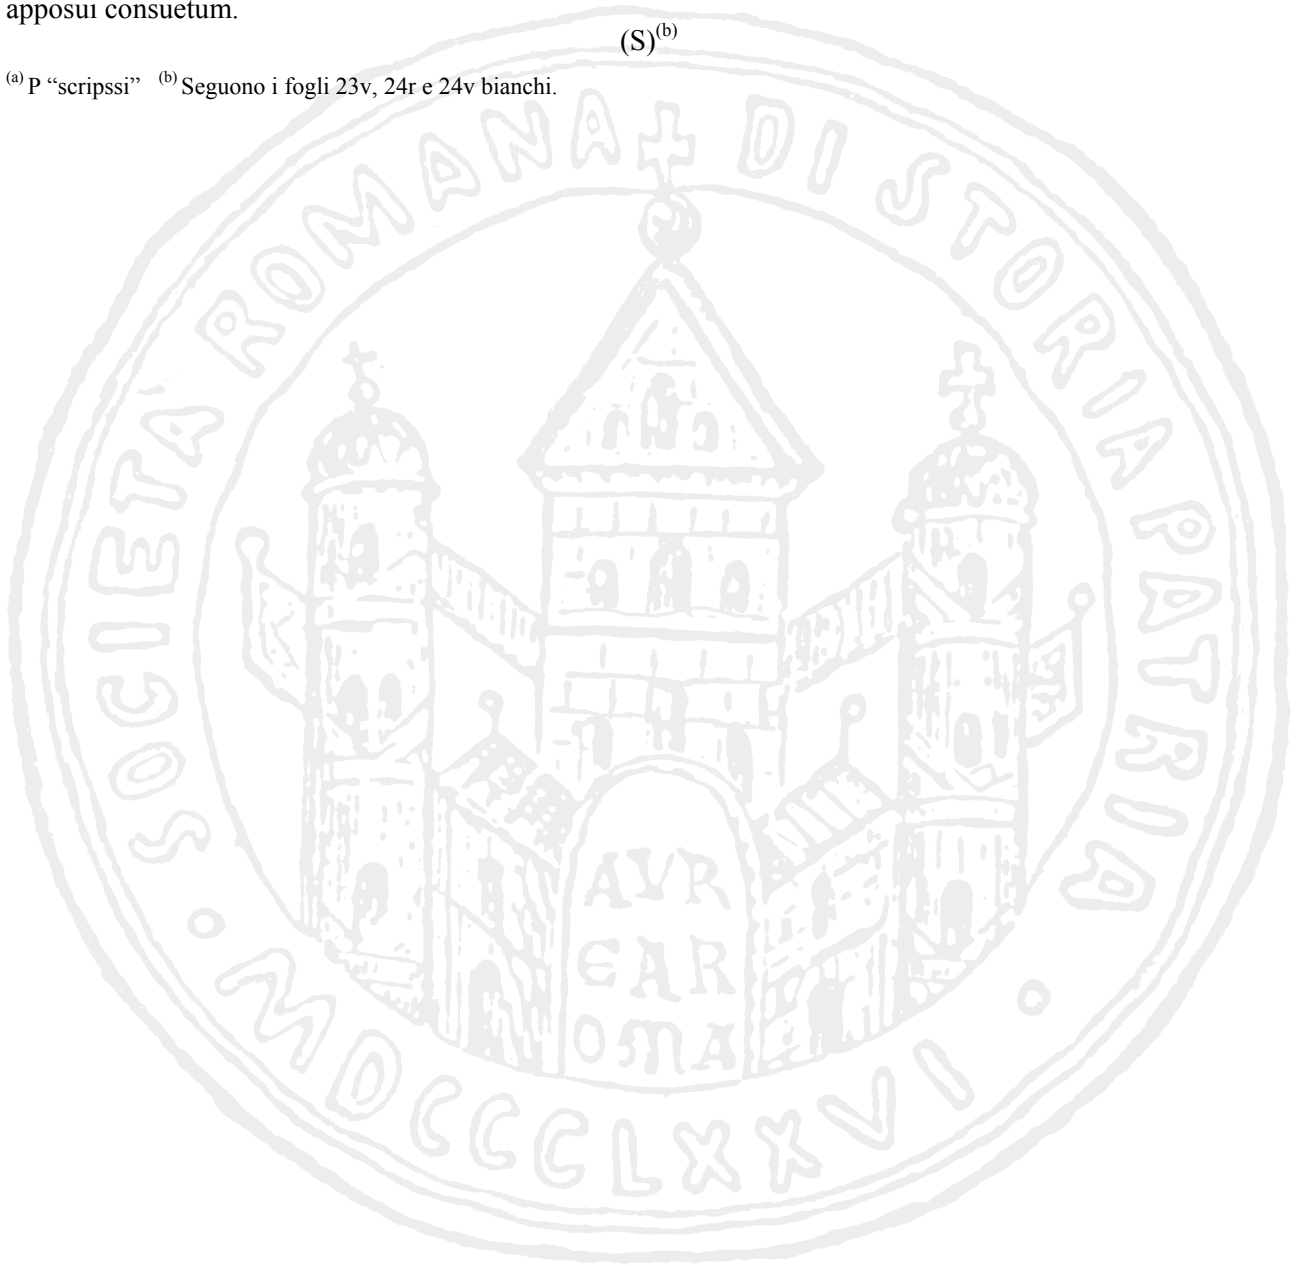 apposui consuetum.
(S)(b)
(a) P “scripssi” (b) Seguono i fogli 23v, 24r e 24v bianchi.
SOCIETÀ ROMANA DI STORIA PATRIA
AVR
EAR
OMA
MDCCCLXXVI